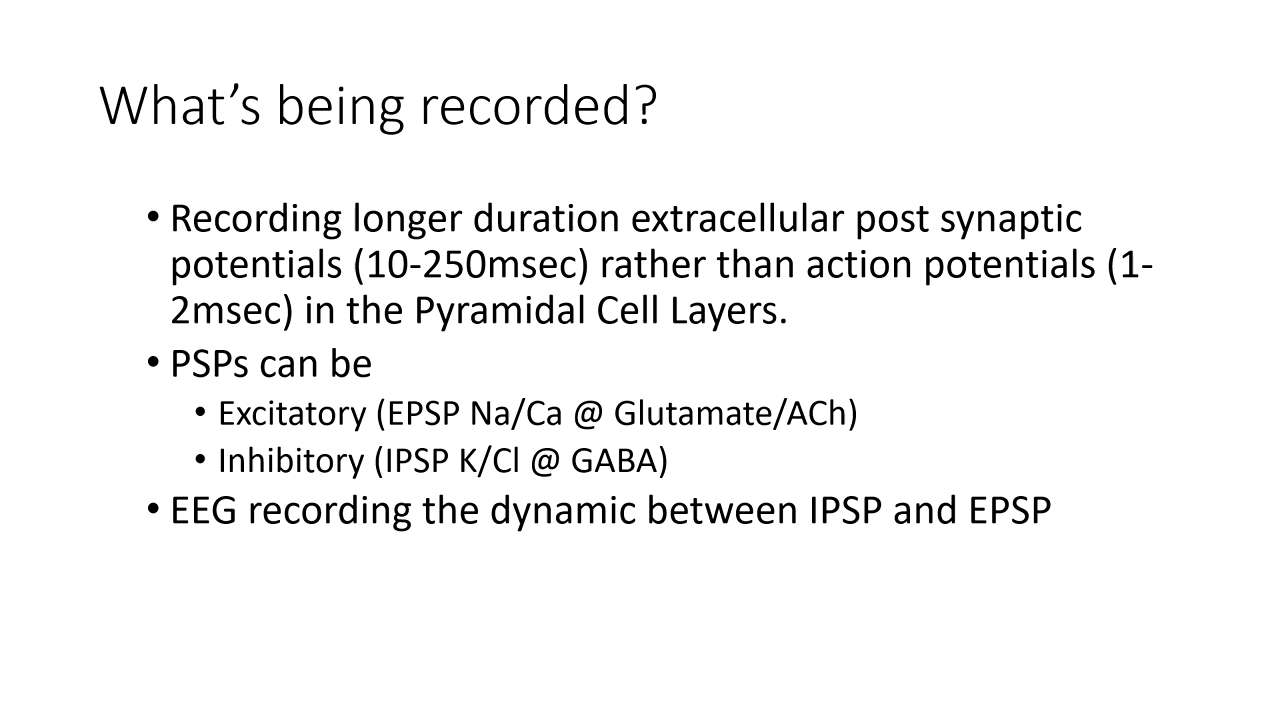 What’s being recorded?
• Recording longer duration extracellular post synaptic
potentials (10-250msec) rather than action potentials (1-
2msec) in the Pyramidal Cell Layers.
• PSPs can be
• Excitatory (EPSP Na/Ca @ Glutamate/ACh)
• Inhibitory (IPSP K/Cl @ GABA)
• EEG recording the dynamic between IPSP and EPSP